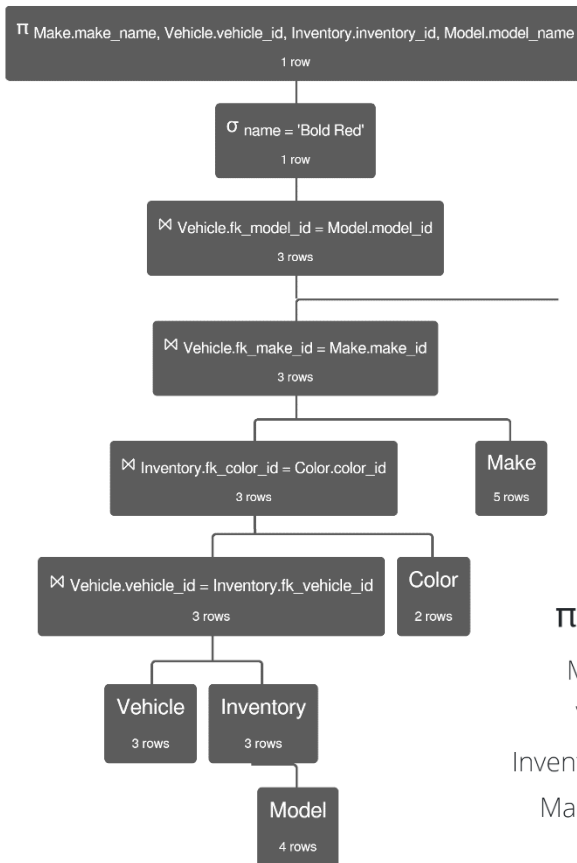 π Make.make_name, Vehicle.vehicle_id, Inventory.inventory_id, Model.model_name
1 row
σ name = 'Bold Red'
1 row
⋈ Vehicle.fk_model_id = Model.model_id
3 rows
⋈ Vehicle.fk_make_id = Make.make_id
3 rows
⋈ Inventory.fk_color_id = Color.color_id
3 rows
Make
5 rows
⋈ Vehicle.vehicle_id = Inventory.fk_vehicle_id
3 rows
Color
2 rows
π
Vehicle
3 rows
Inventory
3 rows
Invent
Ma
Model
4 rows